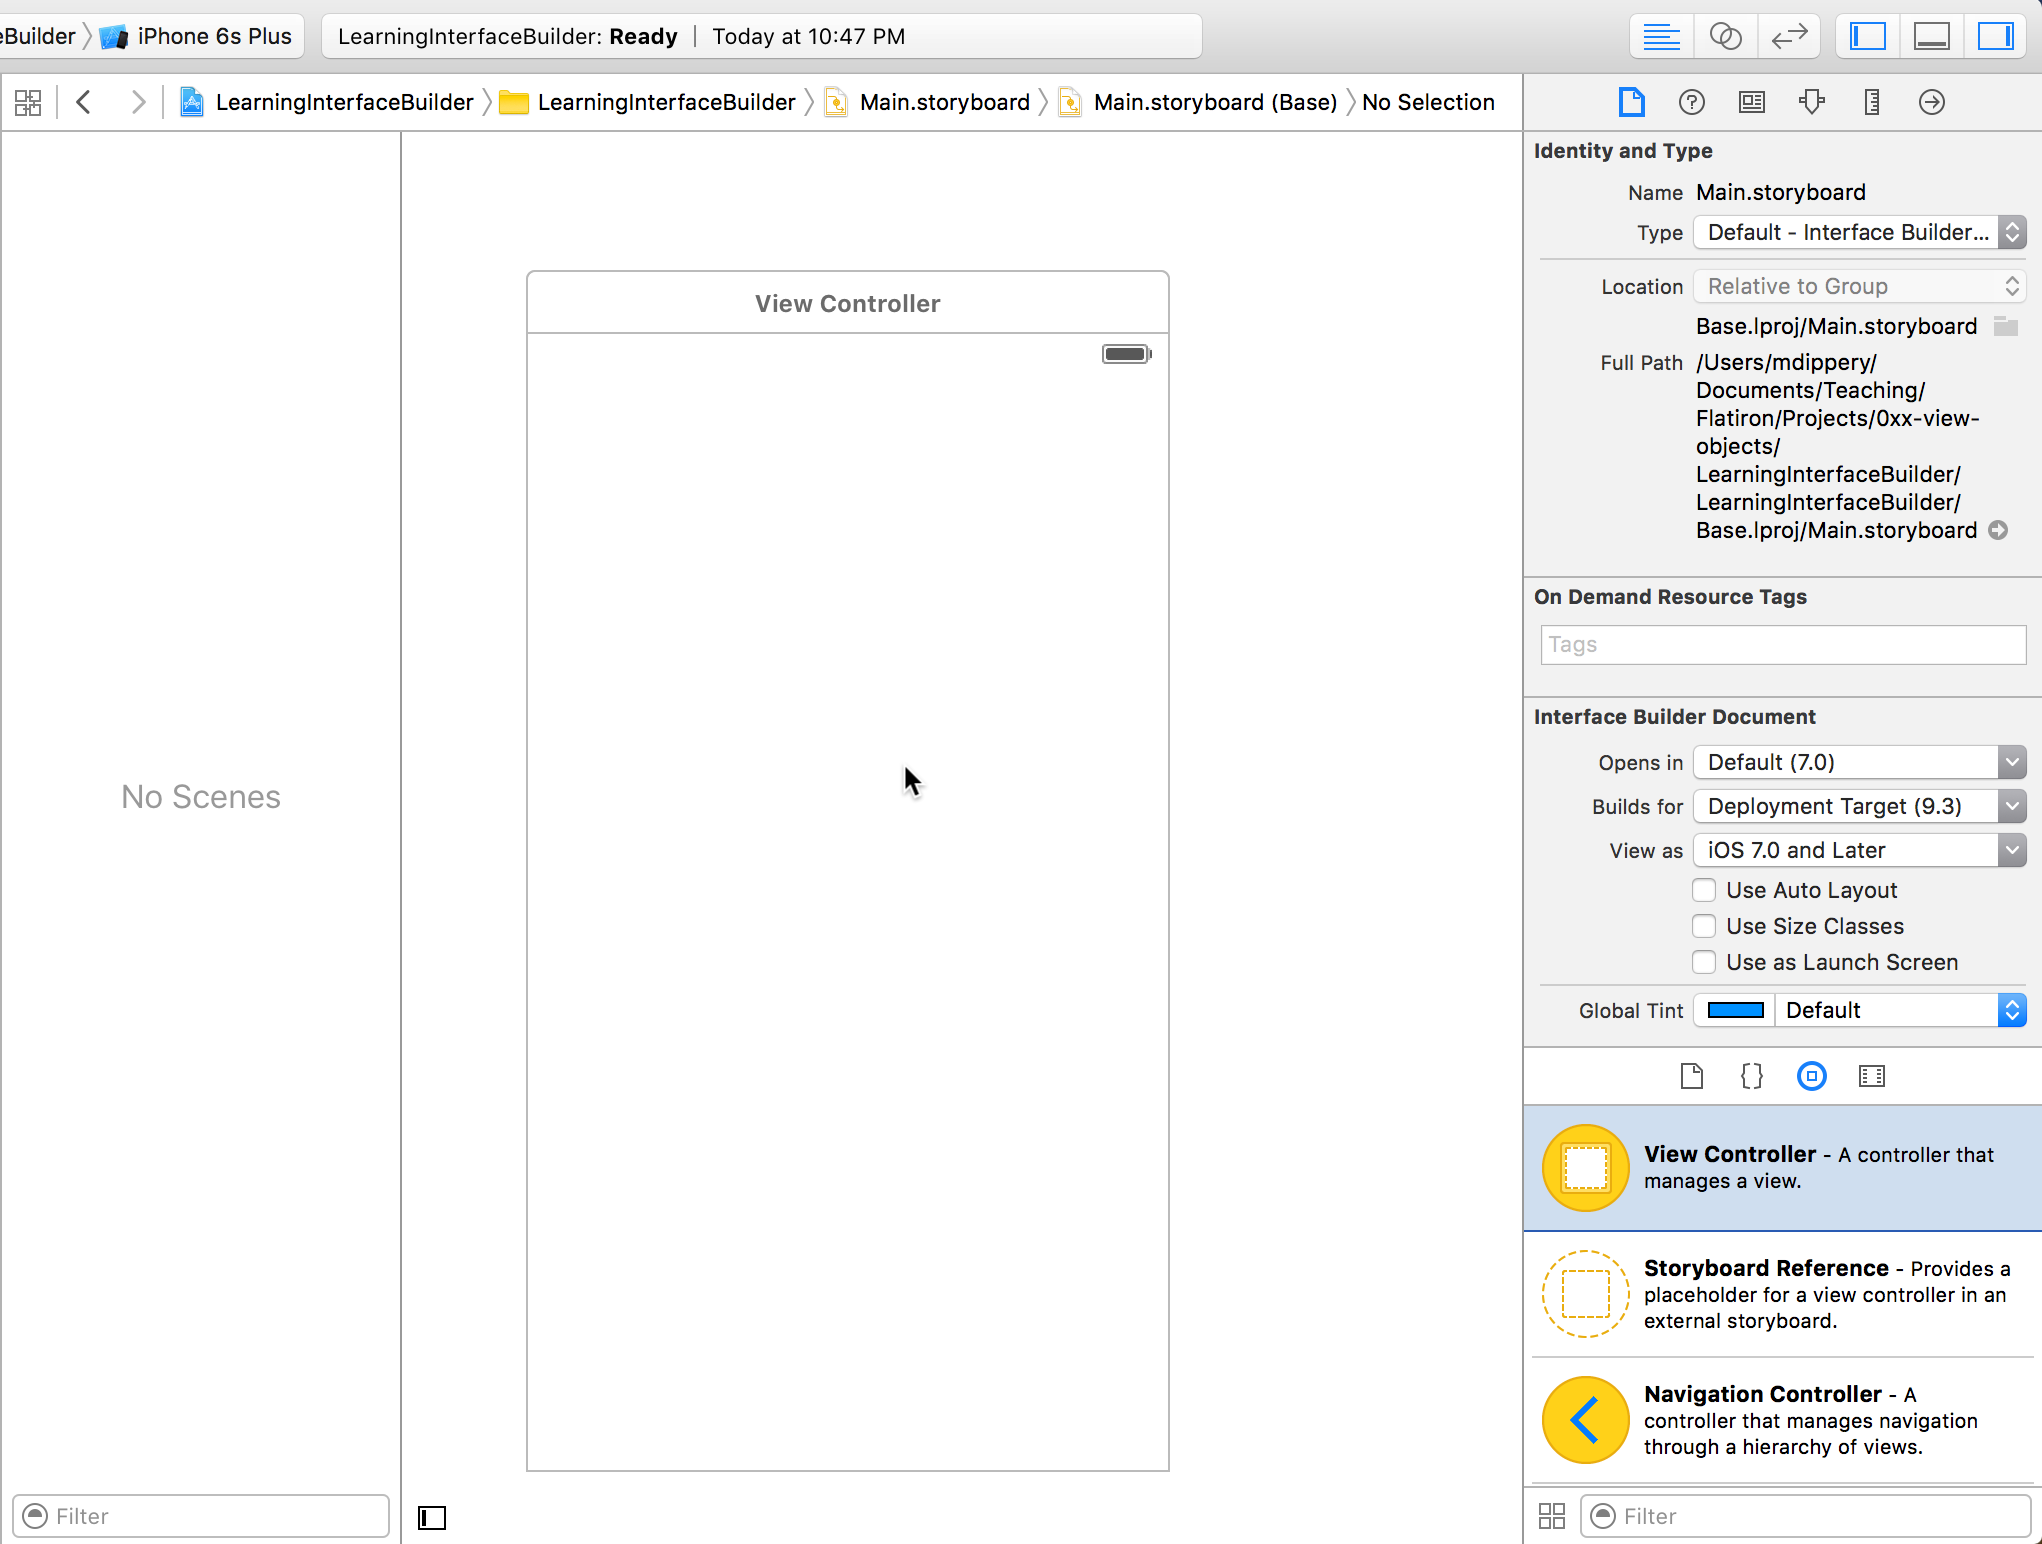 eBuilder iPhone 6s Plus LearningInterfaceBuilder: Ready Today at 10:47 PM
LearningInterfaceBuilder LearningInterfaceBuilder Main.storyboard Main.storyboard (Base) No Selection
No Scenes
Filter
View Controller
Identity and Type
Name Main.storyboard
Type Default - Interface Builder...
Location Relative to Group
Base.lproj/Main.storyboard
Full Path /Users/mdippery/
Documents/Teaching/
Flatiron/Projects/0xx-view-
objects/
LearningInterfaceBuilder/
LearningInterfaceBuilder/
Base.lproj/Main.storyboard
On Demand Resource Tags
Tags
Interface Builder Document
Opens in Default (7.0)
Builds for Deployment Target (9.3)
View as iOS 7.0 and Later
Use Auto Layout
Use Size Classes
Use as Launch Screen
Global Tint Default
View Controller - A controller that
manages a view.
Storyboard Reference - Provides a
placeholder for a view controller in an
external storyboard.
Navigation Controller - A
controller that manages navigation
through a hierarchy of views.
Filter